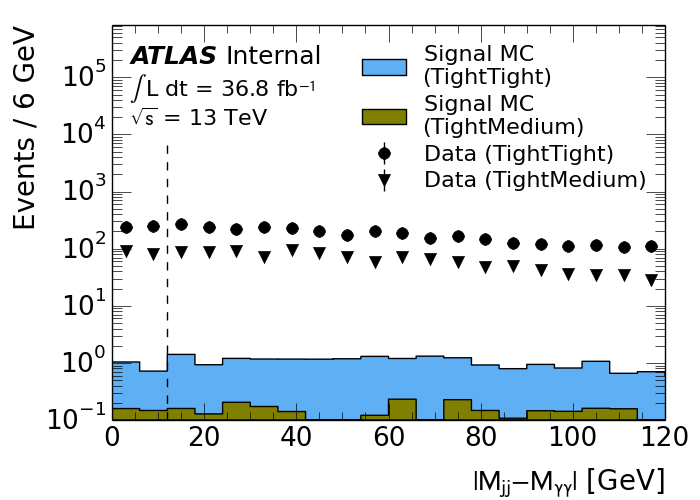 Events / 6 GeV
10⁵
10⁴
10³
10²
10¹
10⁰
10⁻¹
ATLAS Internal
∫L dt = 36.8 fb⁻¹
√s = 13 TeV
Signal MC
(TightTight)
Signal MC
(TightMedium)
Data (TightTight)
Data (TightMedium)
0 20 40 60 80 100 120
|Mjj−Mγγ| [GeV]